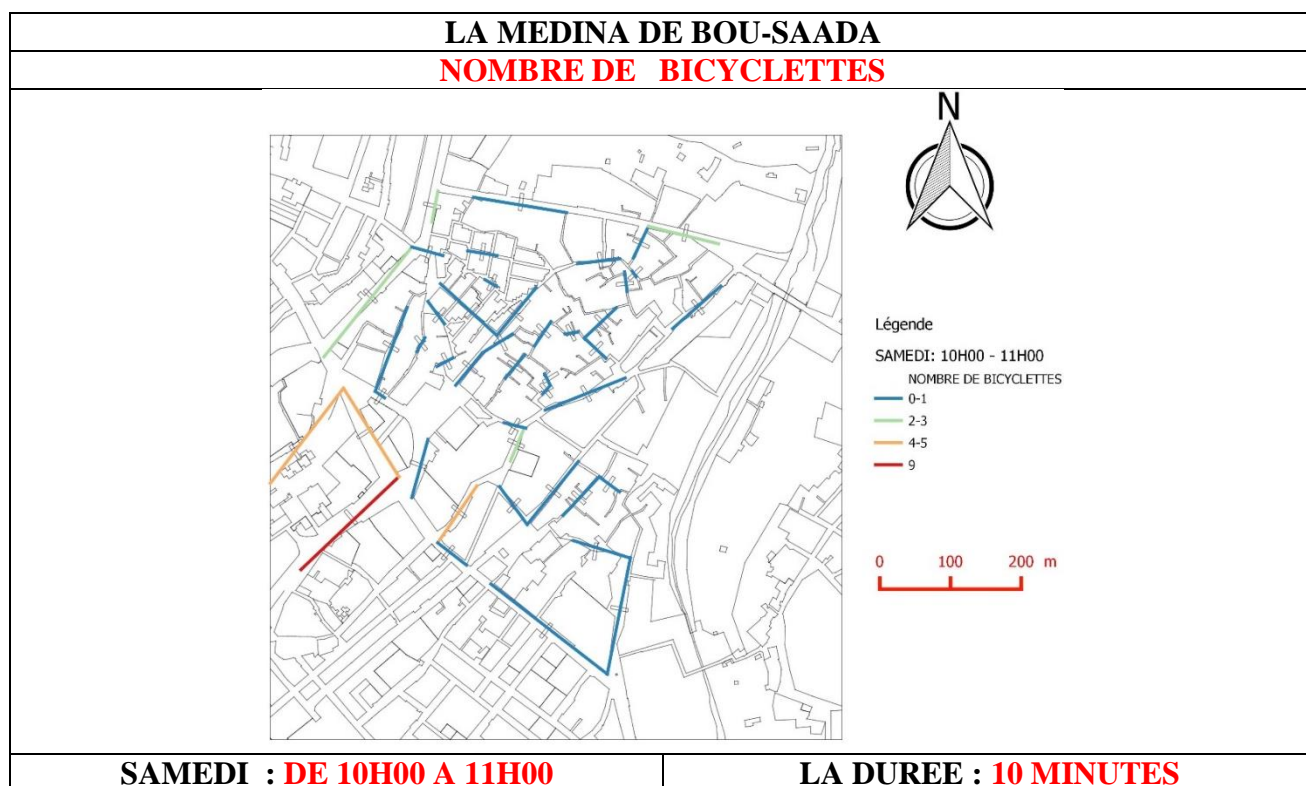 LA MEDINA DE BOU-SAADA
NOMBRE DE BICYCLETTES
N
Légende
SAMEDI: 10H00 - 11H00
NOMBRE DE BICYCLETTES
0-1
2-3
4-5
9
0 100 200 m
SAMEDI : DE 10H00 A 11H00
LA DUREE : 10 MINUTES